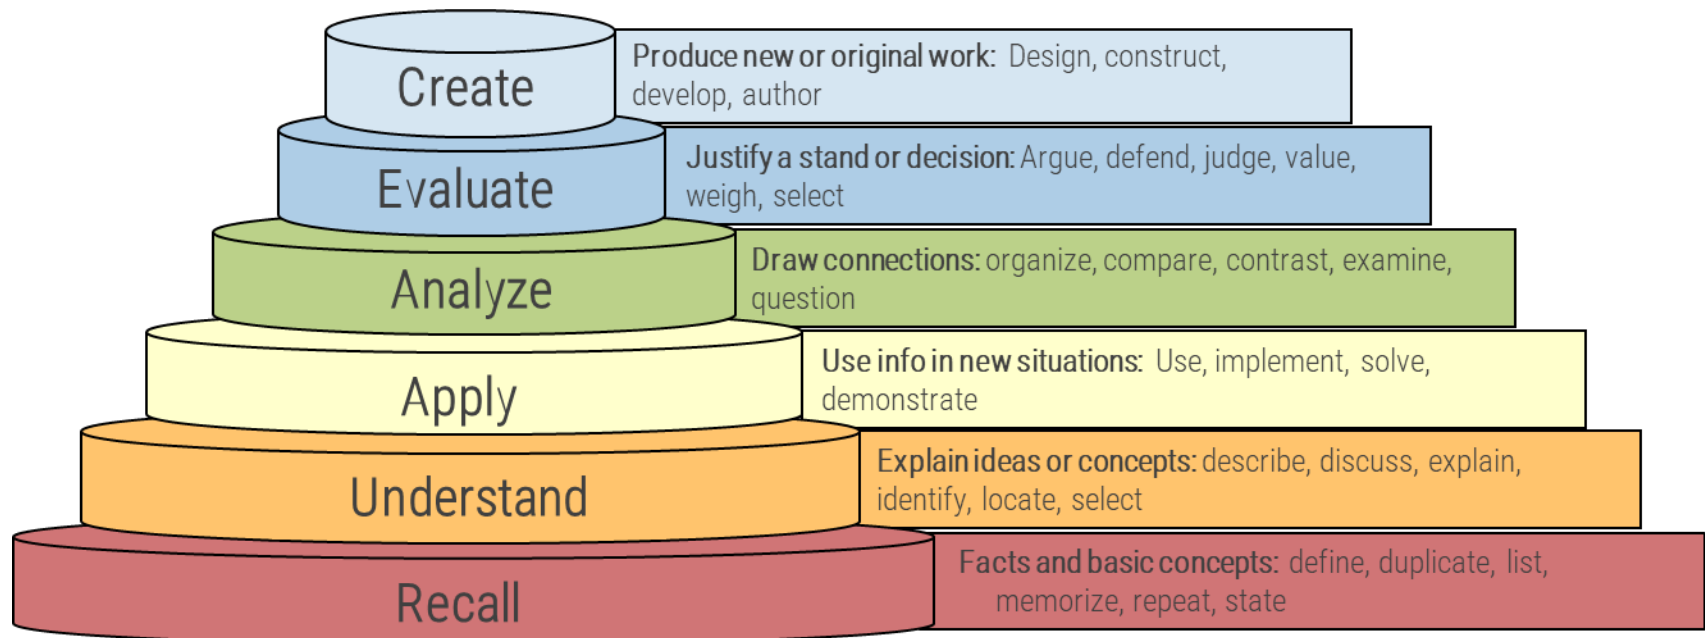 Create
Produce new or original work: Design, construct,
develop, author
Evaluate
Justify a stand or decision: Argue, defend, judge, value,
weigh, select
Analyze
Draw connections: organize, compare, contrast, examine,
question
Apply
Use info in new situations: Use, implement, solve,
demonstrate
Understand
Explain ideas or concepts: describe, discuss, explain,
identify, locate, select
Recall
Facts and basic concepts: define, duplicate, list,
memorize, repeat, state